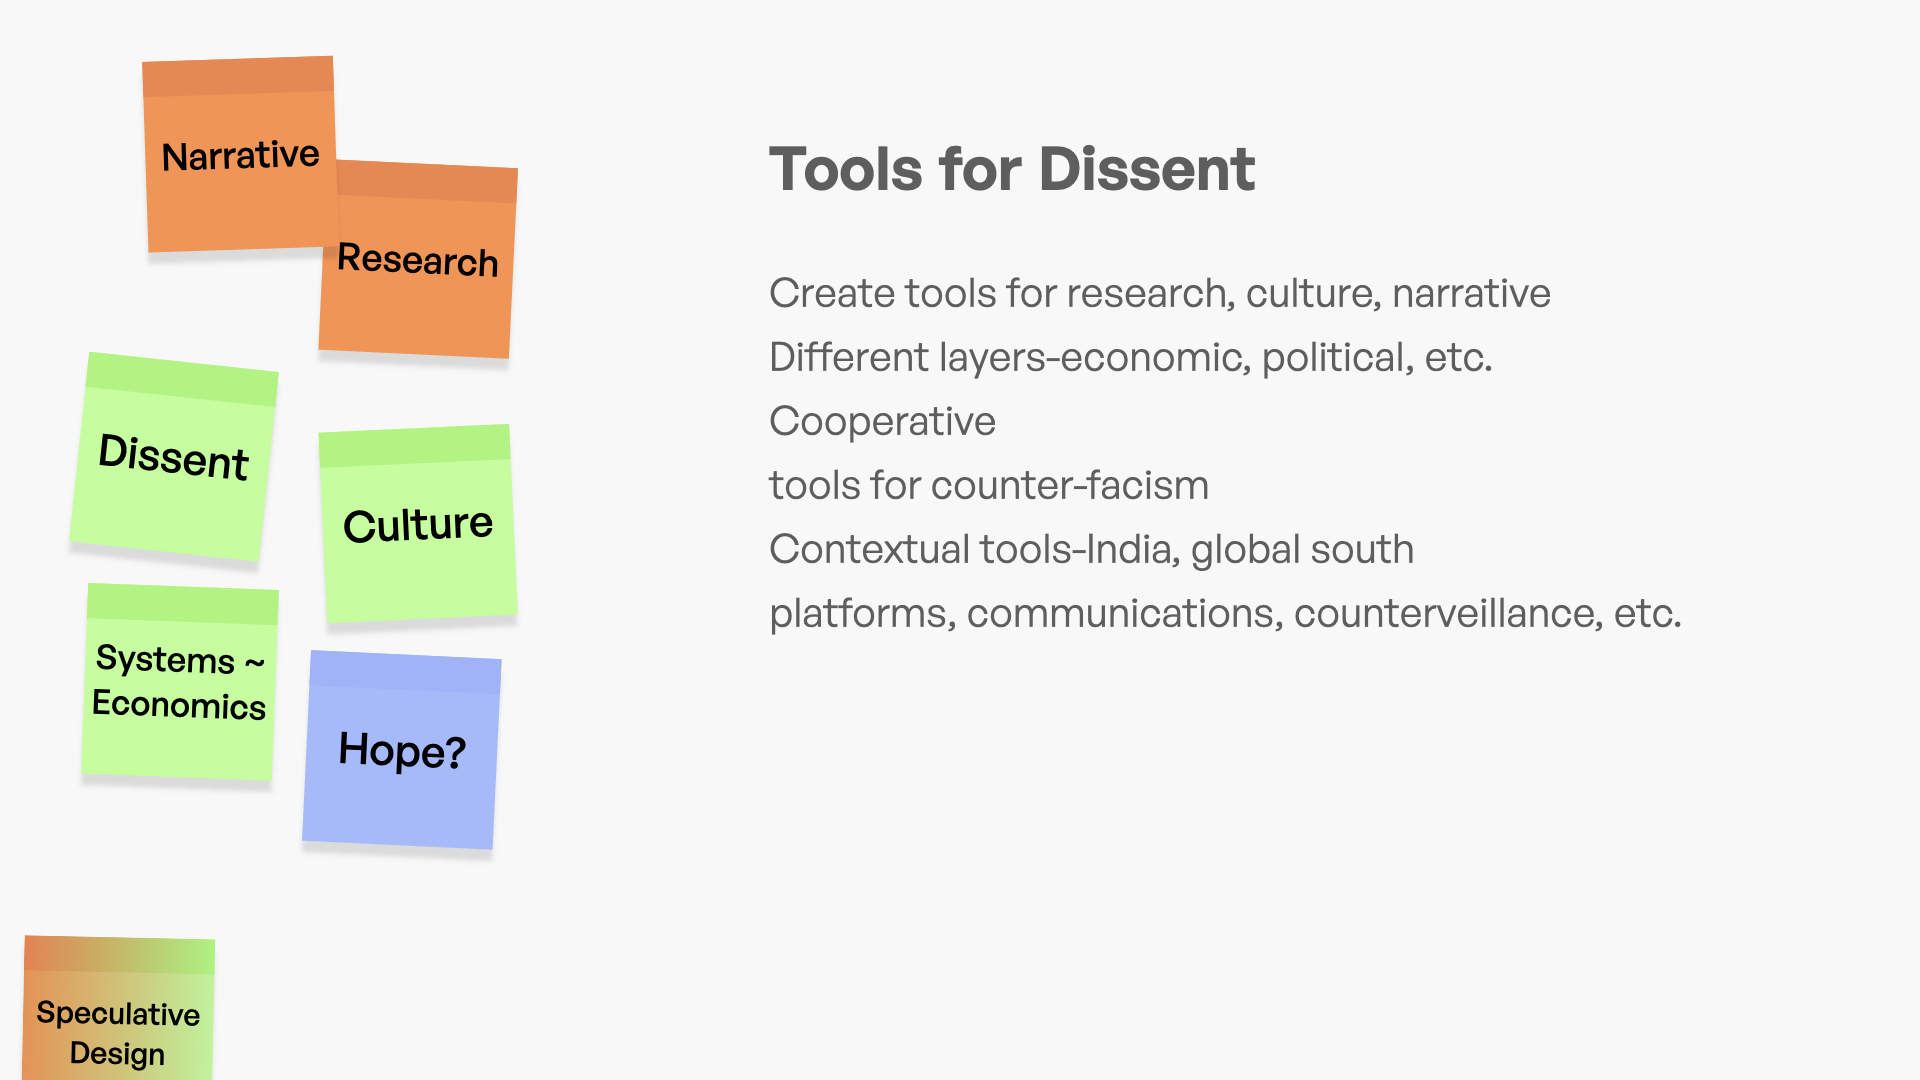 Narrative
Research
Dissent
Culture
Systems ~
Economics
Hope?
Speculative
Design
Tools for Dissent
Create tools for research, culture, narrative
Different layers-economic, political, etc.
Cooperative
tools for counter-facism
Contextual tools-India, global south
platforms, communications, counterveillance, etc.